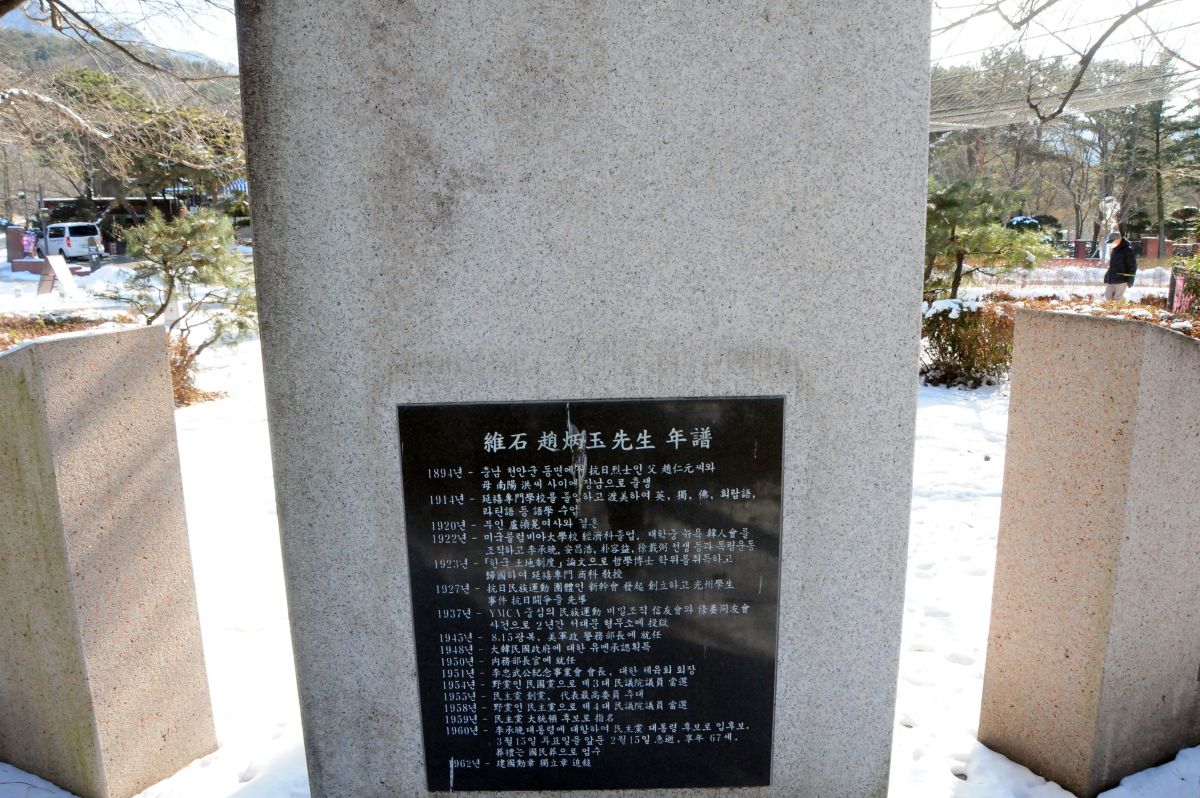 維石 趙炳玉 先生 年譜
1894년 - 충남 천안군 동면에서 抗日烈士인 父 趙仁元씨와
母 南陽 洪씨 사이에 장남으로 출생
1914년 - 延禧專門學校를 졸업하고 渡美하여 英, 獨, 佛, 희랍語,
라틴語 등 語學 수업
1920년 - 부인 盧 여사와 결혼
1922년 - 미국콜럼비아大學校 經濟科졸업, 재학중 뉴욕 韓人會를
조직하고 李承晩, 安昌浩, 朴容益, 徐載弼 선생 등과 독립운동
1923년 - 「한국 土地制度」論文으로 哲學博士 학위를취득하고
歸國하여 延禧專門 商科 敎授
1927년 - 抗日民族運動 團體인 新幹會 發起 創立하고 光州學生
事件 抗日鬪爭을 先導
1937년 - YMCA 중심의 民族運動 비밀조직 信友會와 修養同友會
사건으로 2년간 서대문 형무소에 投獄
1945년 - 8.15광복, 美軍政 警務部長에 就任
1948년 - 大韓民國政府에 대한 유엔承認획득
1950년 - 內務部長官에 就任
1951년 - 李忠武公紀念事業會 會長, 대한 체육회 회장
1954년 - 野黨인 民國黨으로 제3대 民議院議員 當選
1955년 - 民主黨 創黨, 代表最高委員 추대
1958년 - 野黨인 民主黨으로 제4대 民議院議員 當選
1959년 - 民主黨 大統領 후보로 指名
1960년 - 李承晩대통령에 대항하여 民主黨 대통령 후보로 입후보,
3월15일 투표일을 앞둔 2월15일 急逝, 享年 67세,
葬禮는 國民葬으로 엄수
1962년 - 建國勳章 獨立章 追敍